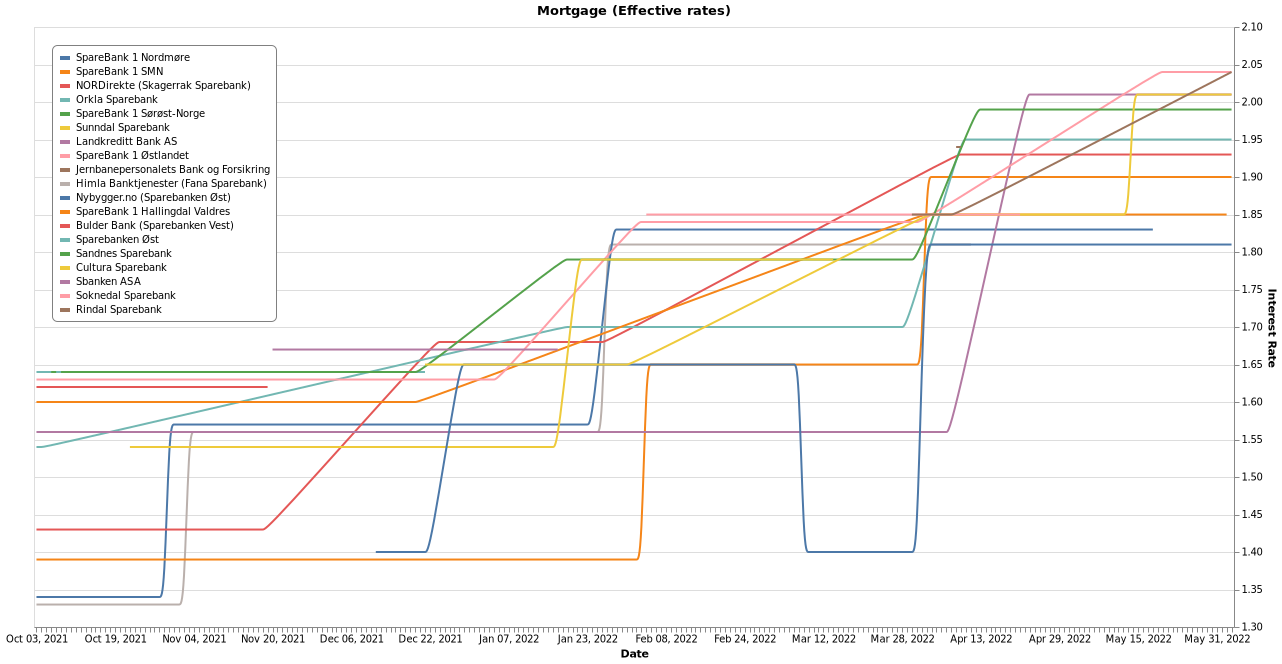 Mortgage (Effective rates)
SpareBank 1 Nordmøre
SpareBank 1 SMN
NORDirekte (Skagerrak Sparebank)
Orkla Sparebank
SpareBank 1 Sørøst-Norge
Sunndal Sparebank
Landkreditt Bank AS
SpareBank 1 Østlandet
Jernbanepersonalets Bank og Forsikring
Himla Banktjenester (Fana Sparebank)
Nybygger.no (Sparebanken Øst)
SpareBank 1 Hallingdal Valdres
Bulder Bank (Sparebanken Vest)
Sparebanken Øst
Sandnes Sparebank
Cultura Sparebank
Sbanken ASA
Soknedal Sparebank
Rindal Sparebank
2.10
2.05
2.00
1.95
1.90
1.85
1.80
1.75
1.70
1.65
1.60
1.55
1.50
1.45
1.40
1.35
1.30
Interest Rate
Oct 03, 2021 Oct 19, 2021 Nov 04, 2021 Nov 20, 2021 Dec 06, 2021 Dec 22, 2021 Jan 07, 2022 Jan 23, 2022 Feb 08, 2022 Feb 24, 2022 Mar 12, 2022 Mar 28, 2022 Apr 13, 2022 Apr 29, 2022 May 15, 2022 May 31, 2022
Date